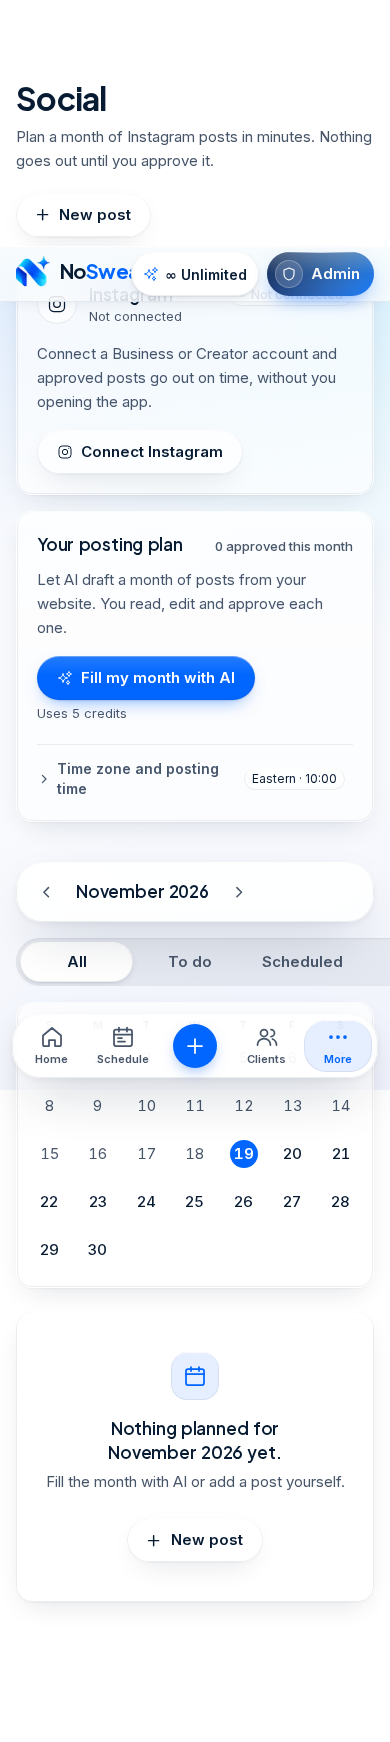 Social
Plan a month of Instagram posts in minutes. Nothing
goes out until you approve it.
New post
NoSwea
∞ Unlimited
Admin
Instagram
Not connected
Not connected
Connect a Business or Creator account and
approved posts go out on time, without you
opening the app.
Connect Instagram
Your posting plan
0 approved this month
Let AI draft a month of posts from your
website. You read, edit and approve each
one.
Fill my month with AI
Uses 5 credits
Time zone and posting
time
Eastern · 10:00
November 2026
All To do Scheduled
Home Schedule Clients More
8 9 10 11 12 13 14
15 16 17 18 19 20 21
22 23 24 25 26 27 28
29 30
Nothing planned for
November 2026 yet.
Fill the month with AI or add a post yourself.
New post